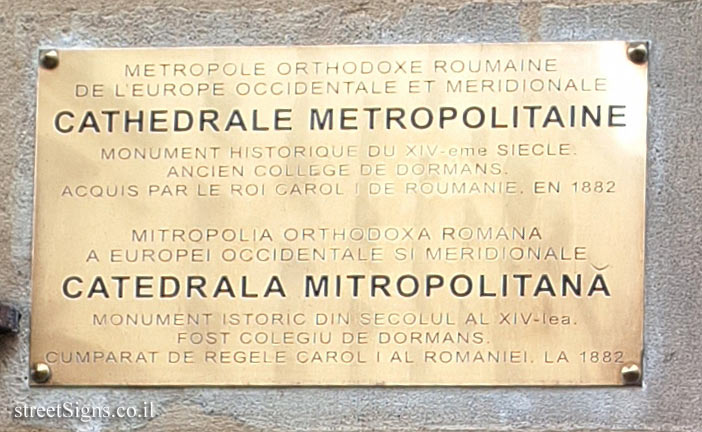 METROPOLE ORTHODOXE ROUMAINE
DE L'EUROPE OCCIDENTALE ET MERIDIONALE
CATHEDRALE METROPOLITAINE
MONUMENT HISTORIQUE DU XIV-eme SIECLE.
ANCIEN COLLEGE DE DORMANS.
ACQUIS PAR LE ROI CAROL I DE ROUMANIE, EN 1882
MITROPOLIA ORTHODOXA ROMANA
A EUROPEI OCCIDENTALE SI MERIDIONALE
CATEDRALA MITROPOLITANĂ
MONUMENT ISTORIC DIN SECOLUL AL XIV-lea.
FOST COLEGIU DE DORMANS.
CUMPARAT DE REGELE CAROL I AL ROMANIEI, LA 1882
streetSigns.co.il